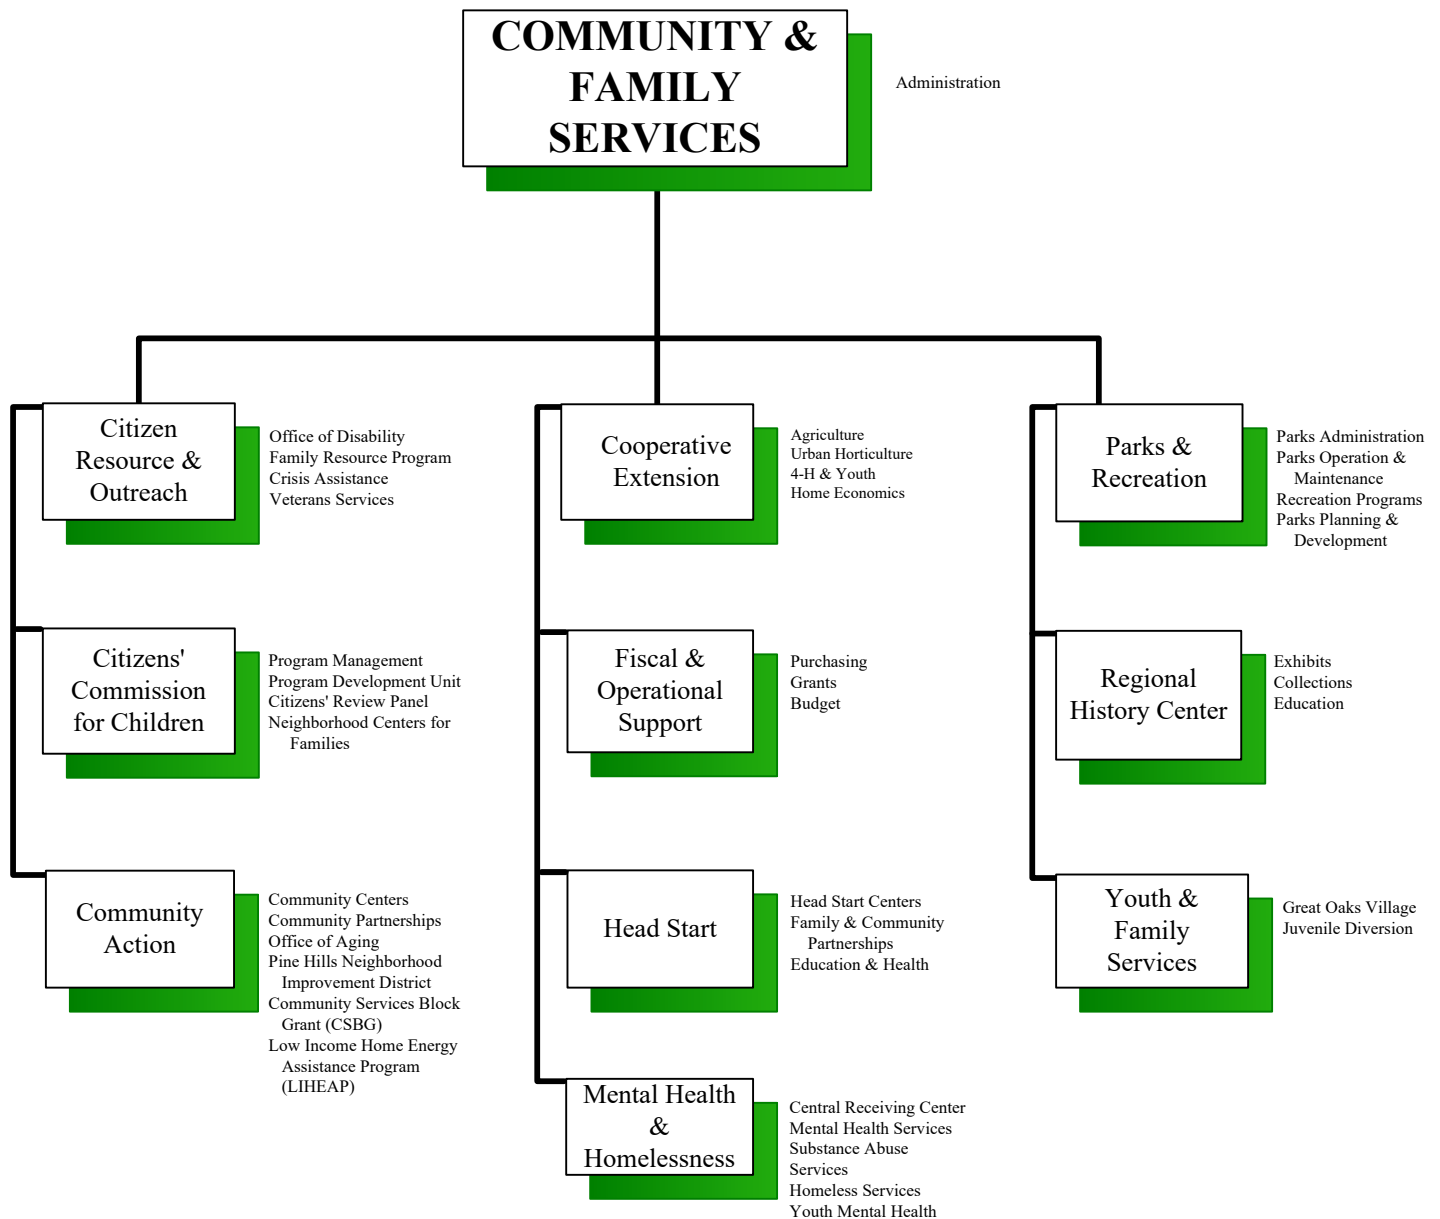 COMMUNITY &
FAMILY
SERVICES
Administration
Citizen
Resource &
Outreach
Office of Disability
Family Resource Program
Crisis Assistance
Veterans Services
Citizens'
Commission
for Children
Program Management
Program Development Unit
Citizens' Review Panel
Neighborhood Centers for
Families
Community
Action
Community Centers
Community Partnerships
Office of Aging
Pine Hills Neighborhood
Improvement District
Community Services Block
Grant (CSBG)
Low Income Home Energy
Assistance Program
(LIHEAP)
Cooperative
Extension
Agriculture
Urban Horticulture
4-H & Youth
Home Economics
Fiscal &
Operational
Support
Purchasing
Grants
Budget
Head Start
Head Start Centers
Family & Community
Partnerships
Education & Health
Mental Health
&
Homelessness
Central Receiving Center
Mental Health Services
Substance Abuse
Services
Homeless Services
Youth Mental Health
Parks &
Recreation
Parks Administration
Parks Operation &
Maintenance
Recreation Programs
Parks Planning &
Development
Regional
History Center
Exhibits
Collections
Education
Youth &
Family
Services
Great Oaks Village
Juvenile Diversion